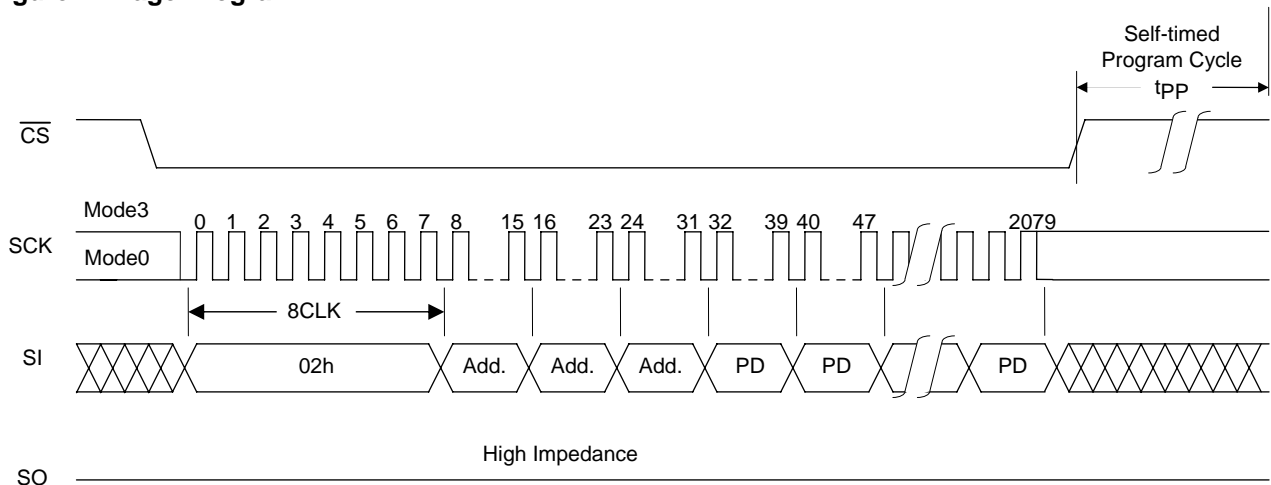 Self-timed
Program Cycle
tPP
CS
Mode3
SCK
Mode0
0 1 2 3 4 5 6 7 8 15 16 23 24 31 32 39 40 47 2079
8CLK
SI
02h Add. Add. Add. PD PD PD
High Impedance
SO